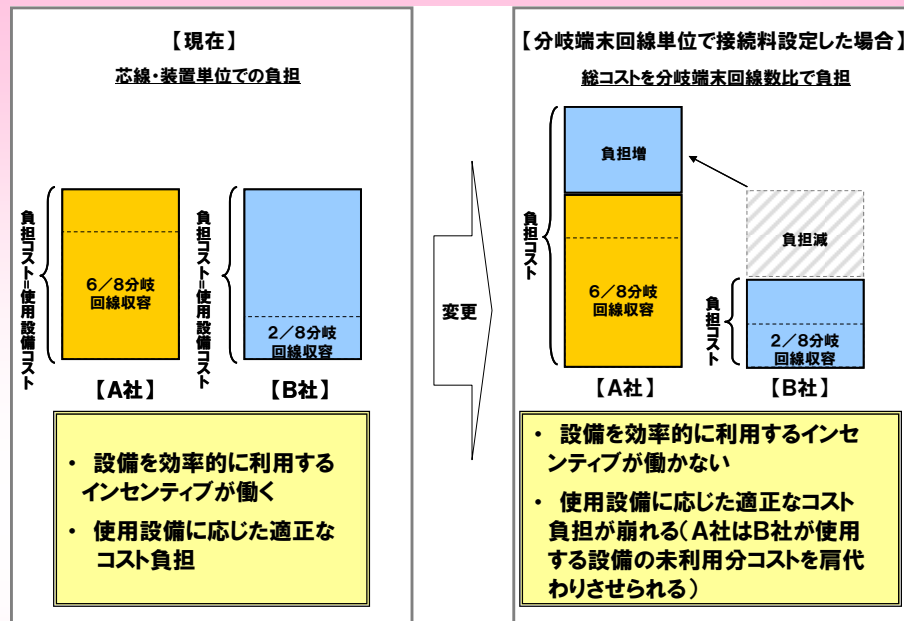 【現在】
芯線・装置単位での負担
負担コスト=使用設備コスト
6/8分岐
回線収容
【A社】
負担コスト=使用設備コスト
2/8分岐
回線収容
【B社】
・ 設備を効率的に利用する
インセンティブが働く
・ 使用設備に応じた適正な
コスト負担
変更
【分岐端末回線単位で接続料設定した場合】
総コストを分岐端末回線数比で負担
負担コスト
負担増
6/8分岐
回線収容
【A社】
負担減
負担コスト
2/8分岐
回線収容
【B社】
・ 設備を効率的に利用するインセ
ンティブが働かない
・ 使用設備に応じた適正なコスト
負担が崩れる(A社はB社が使用
する設備の未利用分コストを肩代
わりさせられる)